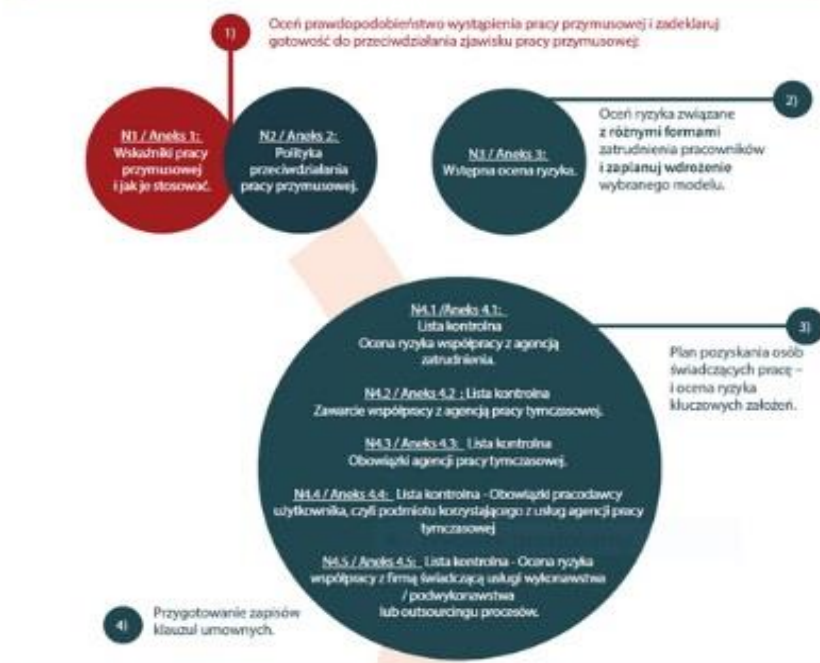 1)
Oceń prawdopodobieństwo wystąpienia pracy przymusowej i zadeklaruj
gotowość do przeciwdziałania zjawisku pracy przymusowej:
N1 / Aneks 1:
Wskaźniki pracy
przymusowej
i jak je stosować.
N2 / Aneks 2:
Polityka
przeciwdziałania
pracy przymusowej.
N3 / Aneks 3:
Wstępna ocena ryzyka.
2)
Oceń ryzyka związane
z różnymi formami
zatrudnienia pracowników
i zaplanuj wdrożenie
wybranego modelu.
N4.1 /Aneks 4.1:
Lista kontrolna
Ocena ryzyka współpracy z agencją
zatrudnienia.
N4.2 / Aneks 4.2 : Lista kontrolna
Zawarcie współpracy z agencją pracy tymczasowej.
N4.3 / Aneks 4.3: Lista kontrolna
Obowiązki agencji pracy tymczasowej.
N4.4 / Aneks 4.4: Lista kontrolna - Obowiązki pracodawcy
użytkownika, czyli podmiotu korzystającego z usług agencji pracy
tymczasowej
N4.5 / Aneks 4.5: Lista kontrolna - Ocena ryzyka
współpracy z firmą świadczącą usługi wykonawstwa
/ podwykonawstwa
lub outsourcingu procesów.
3)
Plan pozyskania osób
świadczących pracę –
i ocena ryzyka
kluczowych założeń.
4)
Przygotowanie zapisów
klauzul umownych.